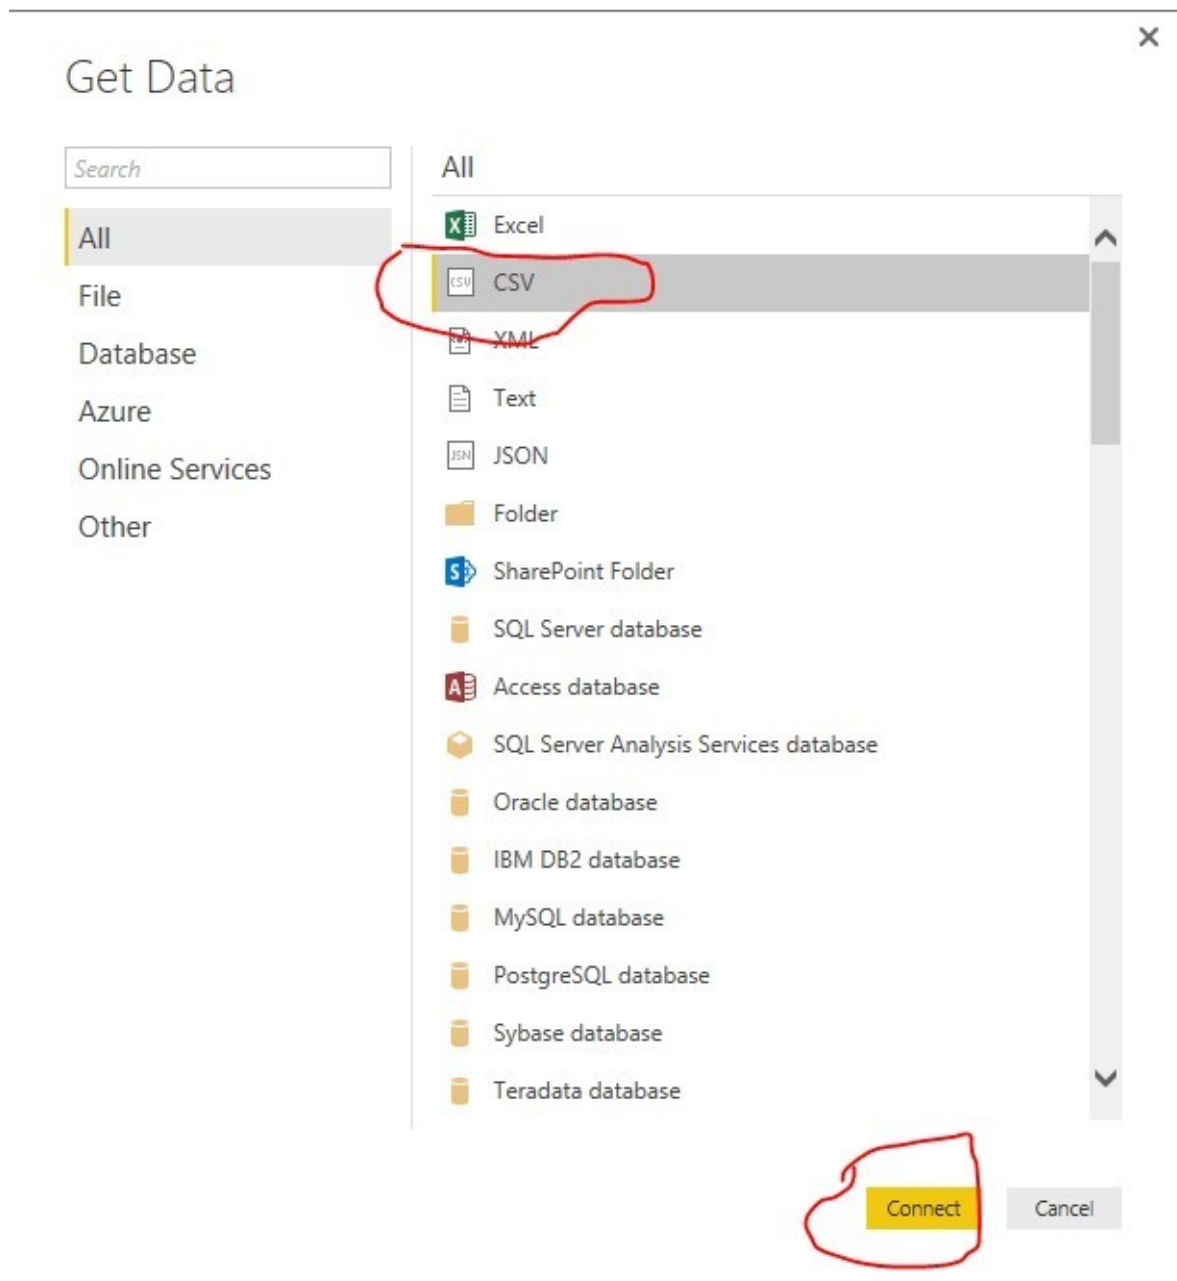 Get Data
Search
All
File
Database
Azure
Online Services
Other
All
Excel
CSV
XML
Text
JSON
Folder
SharePoint Folder
SQL Server database
Access database
SQL Server Analysis Services database
Oracle database
IBM DB2 database
MySQL database
PostgreSQL database
Sybase database
Teradata database
Connect
Cancel